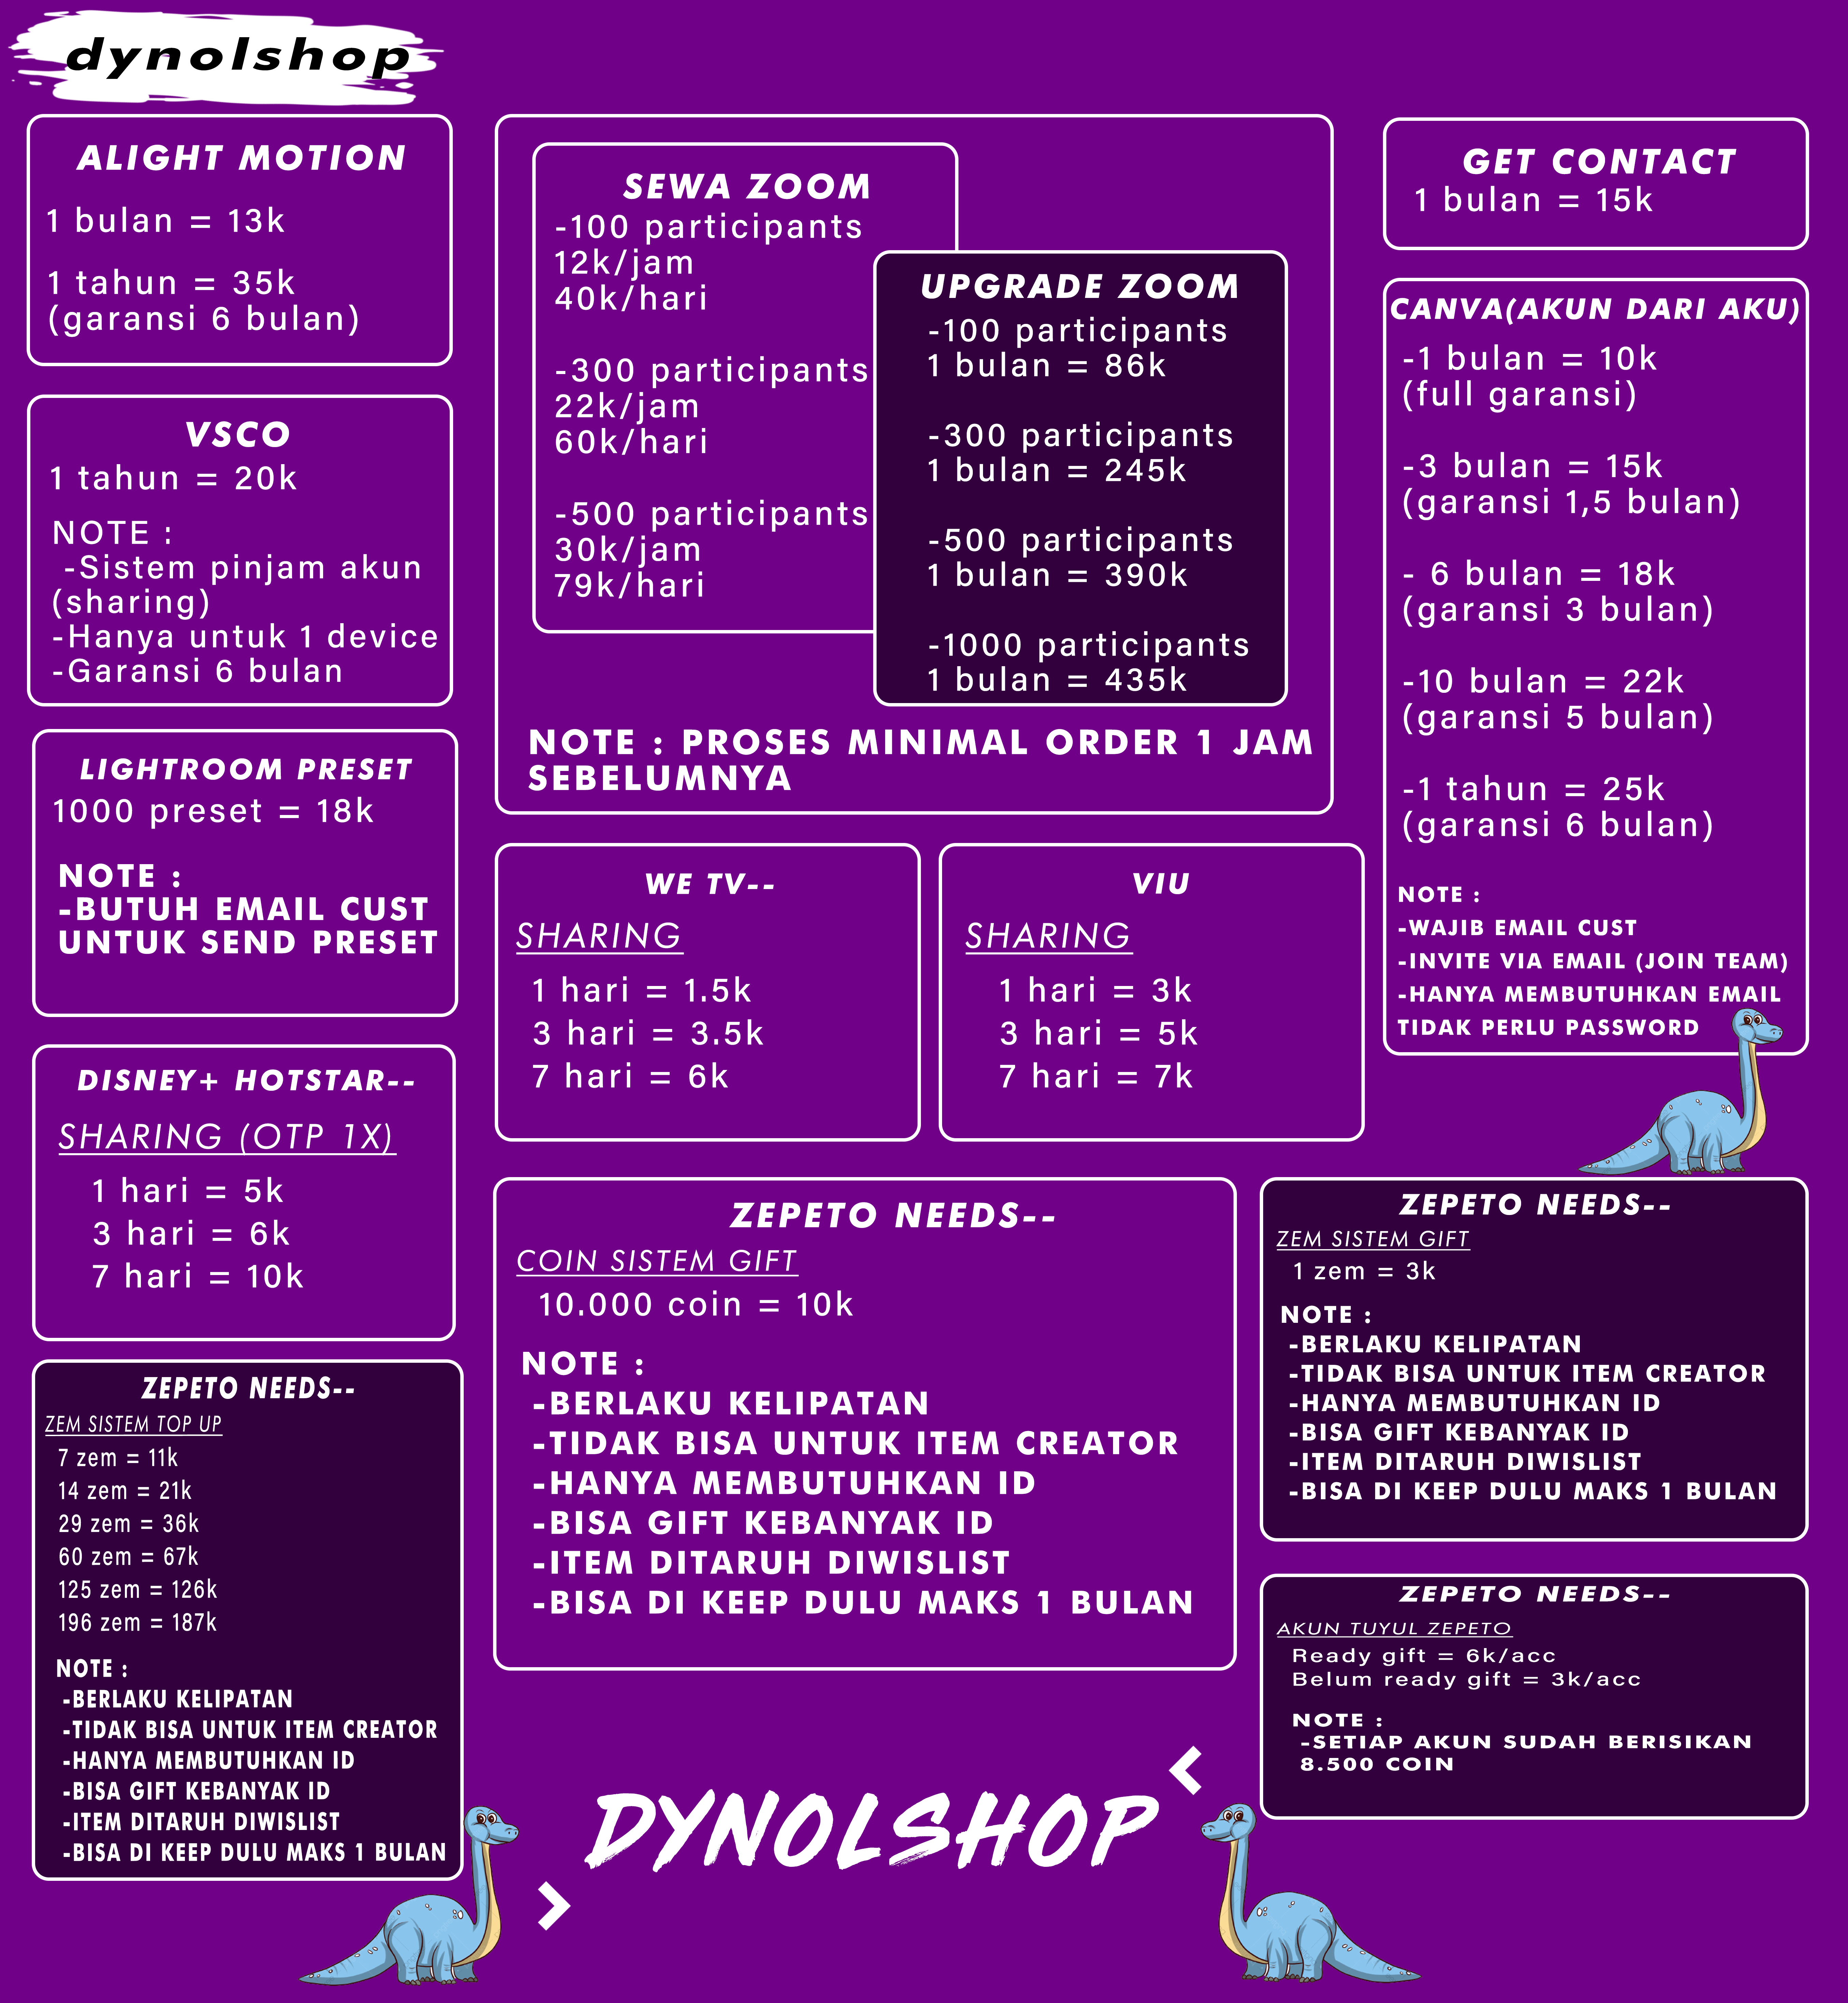 dynolshop
ALIGHT MOTION
1 bulan = 13k
1 tahun = 35k
(garansi 6 bulan)
VSCO
1 tahun = 20k
NOTE :
-Sistem pinjam akun
(sharing)
-Hanya untuk 1 device
-Garansi 6 bulan
LIGHTROOM PRESET
1000 preset = 18k
NOTE :
-BUTUH EMAIL CUST
UNTUK SEND PRESET
DISNEY+ HOTSTAR--
SHARING (OTP 1X)
1 hari = 5k
3 hari = 6k
7 hari = 10k
ZEPETO NEEDS--
ZEM SISTEM TOP UP
7 zem = 11k
14 zem = 21k
29 zem = 36k
60 zem = 67k
125 zem = 126k
196 zem = 187k
NOTE :
-BERLAKU KELIPATAN
-TIDAK BISA UNTUK ITEM CREATOR
-HANYA MEMBUTUHKAN ID
-BISA GIFT KEBANYAK ID
-ITEM DITARUH DIWISLIST
-BISA DI KEEP DULU MAKS 1 BULAN
SEWA ZOOM
-100 participants
12k/jam
40k/hari
-300 participants
22k/jam
60k/hari
-500 participants
30k/jam
79k/hari
UPGRADE ZOOM
-100 participants
1 bulan = 86k
-300 participants
1 bulan = 245k
-500 participants
1 bulan = 390k
-1000 participants
1 bulan = 435k
NOTE : PROSES MINIMAL ORDER 1 JAM
SEBELUMNYA
WE TV--
SHARING
1 hari = 1.5k
3 hari = 3.5k
7 hari = 6k
VIU
SHARING
1 hari = 3k
3 hari = 5k
7 hari = 7k
ZEPETO NEEDS--
COIN SISTEM GIFT
10.000 coin = 10k
NOTE :
-BERLAKU KELIPATAN
-TIDAK BISA UNTUK ITEM CREATOR
-HANYA MEMBUTUHKAN ID
-BISA GIFT KEBANYAK ID
-ITEM DITARUH DIWISLIST
-BISA DI KEEP DULU MAKS 1 BULAN
GET CONTACT
1 bulan = 15k
CANVA(AKUN DARI AKU)
-1 bulan = 10k
(full garansi)
-3 bulan = 15k
(garansi 1,5 bulan)
- 6 bulan = 18k
(garansi 3 bulan)
-10 bulan = 22k
(garansi 5 bulan)
-1 tahun = 25k
(garansi 6 bulan)
NOTE :
-WAJIB EMAIL CUST
-INVITE VIA EMAIL (JOIN TEAM)
-HANYA MEMBUTUHKAN EMAIL
TIDAK PERLU PASSWORD
ZEPETO NEEDS--
ZEM SISTEM GIFT
1 zem = 3k
NOTE :
-BERLAKU KELIPATAN
-TIDAK BISA UNTUK ITEM CREATOR
-HANYA MEMBUTUHKAN ID
-BISA GIFT KEBANYAK ID
-ITEM DITARUH DIWISLIST
-BISA DI KEEP DULU MAKS 1 BULAN
ZEPETO NEEDS--
AKUN TUYUL ZEPETO
Ready gift = 6k/acc
Belum ready gift = 3k/acc
NOTE :
-SETIAP AKUN SUDAH BERISIKAN
8.500 COIN
DYNOLSHOP